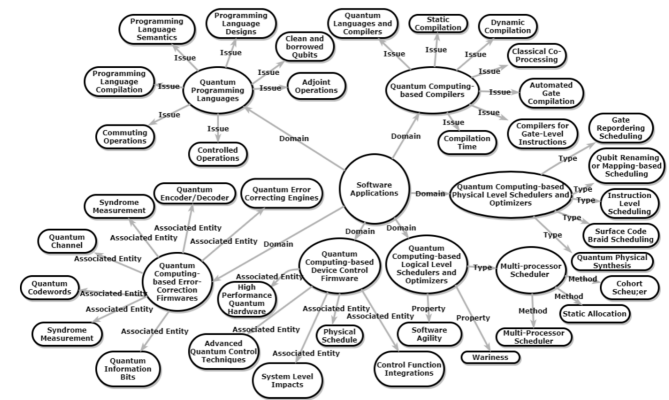 Programming
Language
Semantics
Programming
Language
Designs
Clean and
borrowed
Qubits
Adjoint
Operations
Programming
Language
Compilation
Commuting
Operations
Controlled
Operations
Quantum
Programming
Languages
Issue
Issue
Issue
Issue
Issue
Issue
Issue
Domain
Quantum
Languages and
Compilers
Static
Compilation
Dynamic
Compilation
Classical Co-
Processing
Automated
Gate
Compilation
Compilers for
Gate-Level
Instructions
Compilation
Time
Quantum Computing-
based Compilers
Issue
Issue
Issue
Issue
Issue
Issue
Issue
Domain
Software
Applications
Domain
Quantum Computing-based
Physical Level Schedulers and
Optimizers
Type
Type
Type
Type
Type
Gate
Repordering
Scheduling
Qubit Renaming
or Mapping-based
Scheduling
Instruction
Level
Scheduling
Surface Code
Braid Scheduling
Quantum Physical
Synthesis
Syndrome
Measurement
Quantum
Encoder/Decoder
Quantum Error
Correcting Engines
Quantum
Channel
Quantum
Codewords
Syndrome
Measurement
Quantum
Information
Bits
Quantum
Computing-
based Error-
Correction
Firmwares
Associated Entity
Associated Entity
Associated Entity
Associated Entity
Associated Entity
Associated Entity
Domain
Domain
Domain
Quantum
Computing-based
Device Control
Firmware
Associated Entity
High
Performance
Quantum
Hardware
Associated Entity
Advanced
Quantum Control
Techniques
Associated Entity
System Level
Impacts
Associated Entity
Physical
Schedule
Associated Entity
Control Function
Integrations
Quantum
Computing-based
Logical Level
Schedulers and
Optimizers
Property
Software
Agility
Property
Wariness
Type
Multi-processor
Scheduler
Method
Method
Method
Cohort
Scheu;er
Static Allocation
Multi-Processor
Scheduler